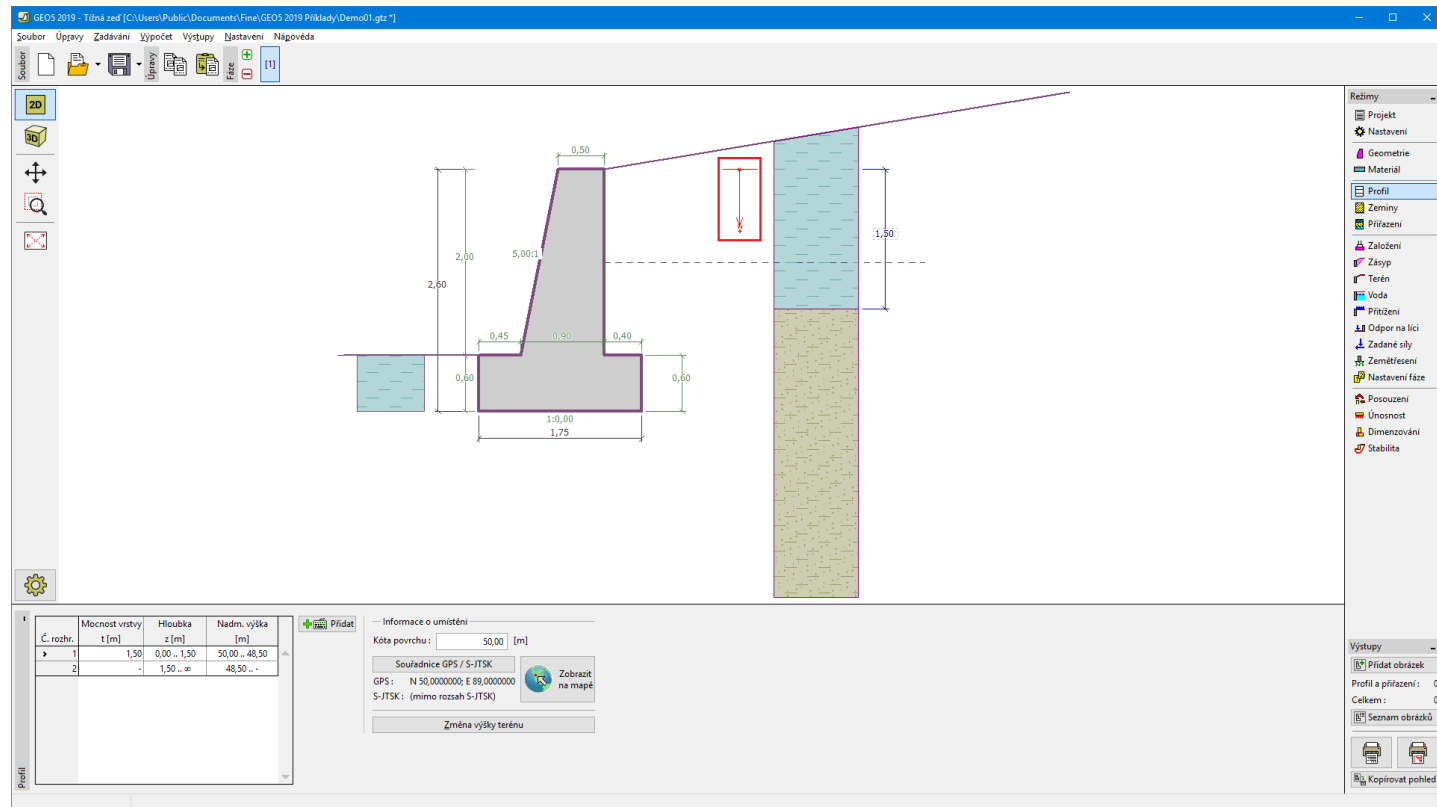 GEO5 2019 - Tížná zeď [C:\Users\Public\Documents\Fine\GEO5 2019 Příklady\Demo01.gtz *]
Soubor Úpravy Zadávání Výpočet Výstupy Nastavení Nápověda
Soubor
Úpravy
Fáze
[1]
2D
3D
0,50
5,00:1
2,00
2,60
0,45 0,90 0,40
0,60
0,60
1:0,00
1,75
1,50
Režimy
Projekt
Nastavení
Geometrie
Materiál
Profil
Zeminy
Přiřazení
Založení
Zásyp
Terén
Voda
Přitížení
Odpor na líci
Zadané síly
Zemětřesení
Nastavení fáze
Posouzení
Únosnost
Dimenzování
Stabilita
Profil
Č. rozhr. Mocnost vrstvy Hloubka Nadm. výška
t [m] z [m] [m]
1 1,50 0,00 .. 1,50 50,00 .. 48,50
2 - 1,50 .. ∞ 48,50 .. -
Přidat
Informace o umístění
Kóta povrchu : 50,00 [m]
Souřadnice GPS / S-JTSK
GPS : N 50,0000000; E 89,0000000
S-JTSK : (mimo rozsah S-JTSK)
Zobrazit
na mapě
Změna výšky terénu
Výstupy
Přidat obrázek
Profil a přiřazení : 0
Celkem : 0
Seznam obrázků
Kopírovat pohled